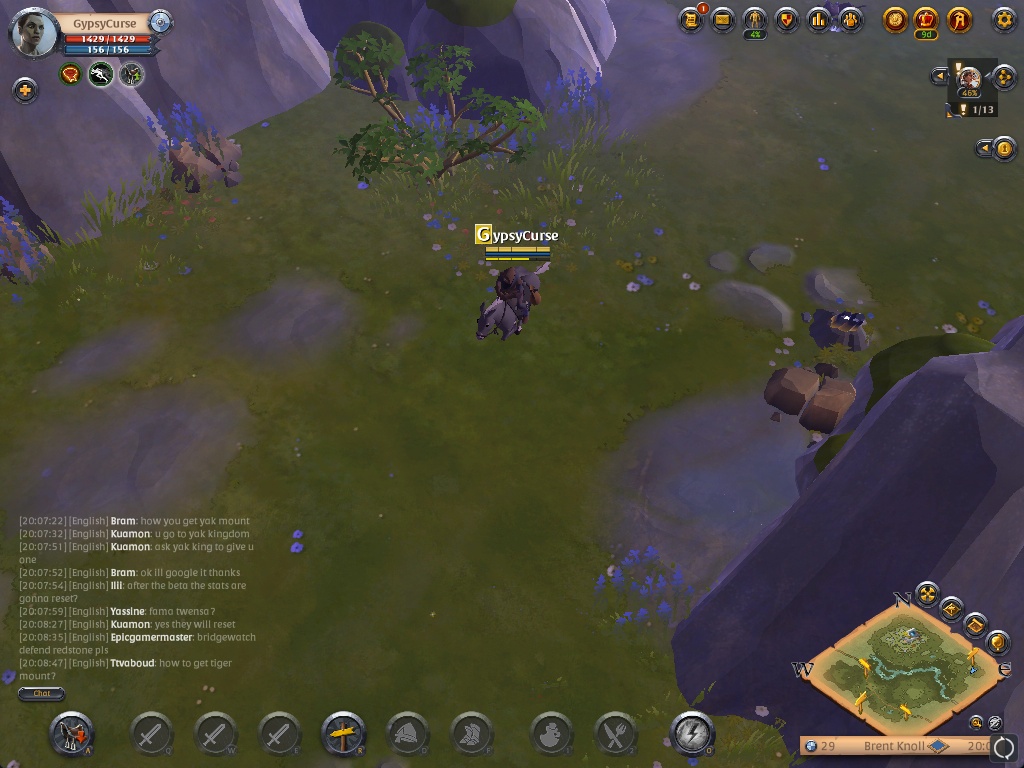 GypsyCurse
1429 / 1429
156 / 156
1
4%
9d
46%
1/13
1
GypsyCurse
[20:07:22] [English] Bram: how you get yak mount
[20:07:32] [English] Kuamon: u go to yak kingdom
[20:07:51] [English] Kuamon: ask yak king to give u
one
[20:07:52] [English] Bram: ok ill google it thanks
[20:07:54] [English] Ilii: after the beta the stats are
gonna reset?
[20:07:59] [English] Yassine: fama twensa?
[20:08:27] [English] Kuamon: yes they will reset
[20:08:35] [English] Epicgamermaster: bridgewatch
defend redstone pls
[20:08:47] [English] Ttvaboud: how to get tiger
mount?
Chat
A
Q
W
E
R
D
F
N
W
E
29
Brent Knoll